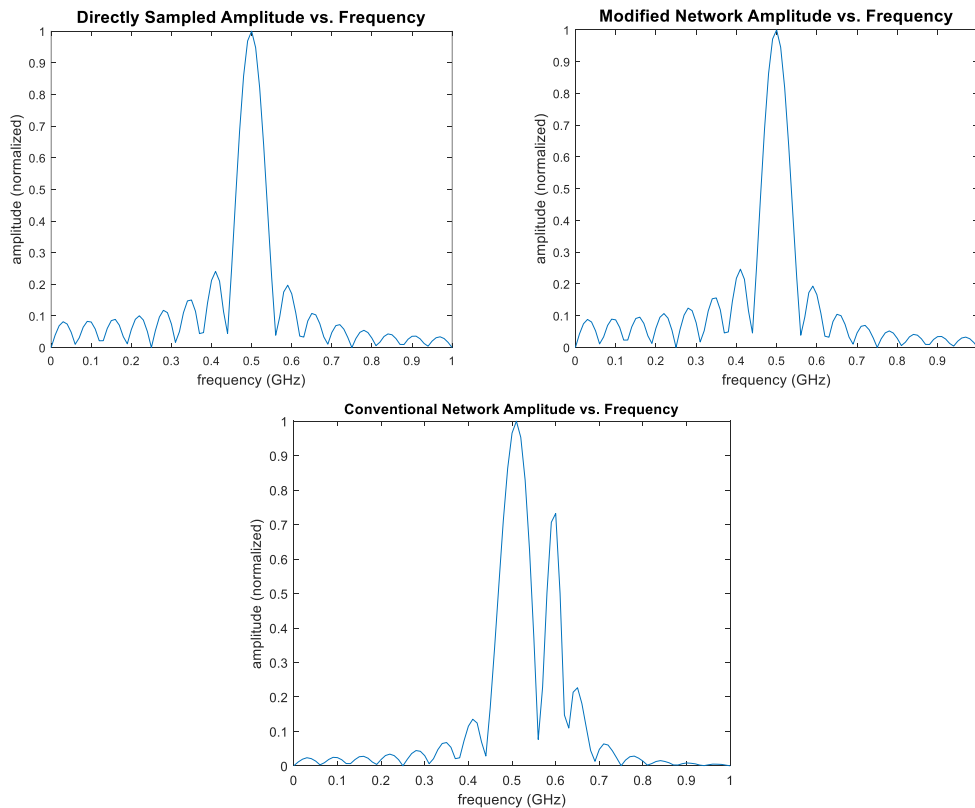 Directly Sampled Amplitude vs. Frequency
1
0.9
0.8
0.7
0.6
0.5
0.4
0.3
0.2
0.1
0
amplitude (normalized)
0 0.1 0.2 0.3 0.4 0.5 0.6 0.7 0.8 0.9 1
frequency (GHz)
Modified Network Amplitude vs. Frequency
1
0.9
0.8
0.7
0.6
0.5
0.4
0.3
0.2
0.1
0
amplitude (normalized)
0 0.1 0.2 0.3 0.4 0.5 0.6 0.7 0.8 0.9
frequency (GHz)
Conventional Network Amplitude vs. Frequency
1
0.9
0.8
0.7
0.6
0.5
0.4
0.3
0.2
0.1
0
amplitude (normalized)
0 0.1 0.2 0.3 0.4 0.5 0.6 0.7 0.8 0.9 1
frequency (GHz)